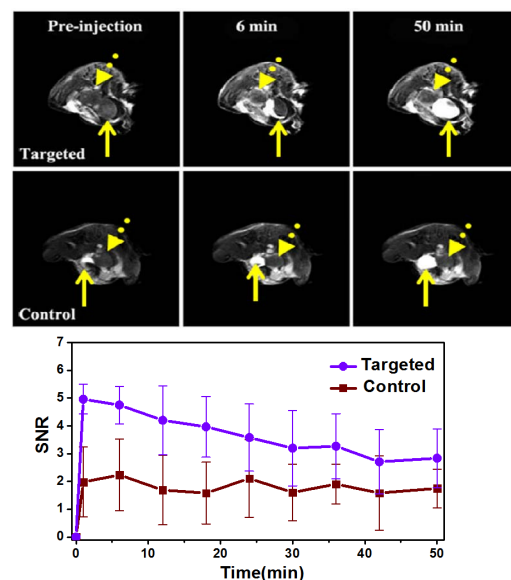 Pre-injection 6 min 50 min
Targeted
Control
7
6
5
4
3
2
1
0
SNR
Targeted
Control
0 10 20 30 40 50
Time(min)